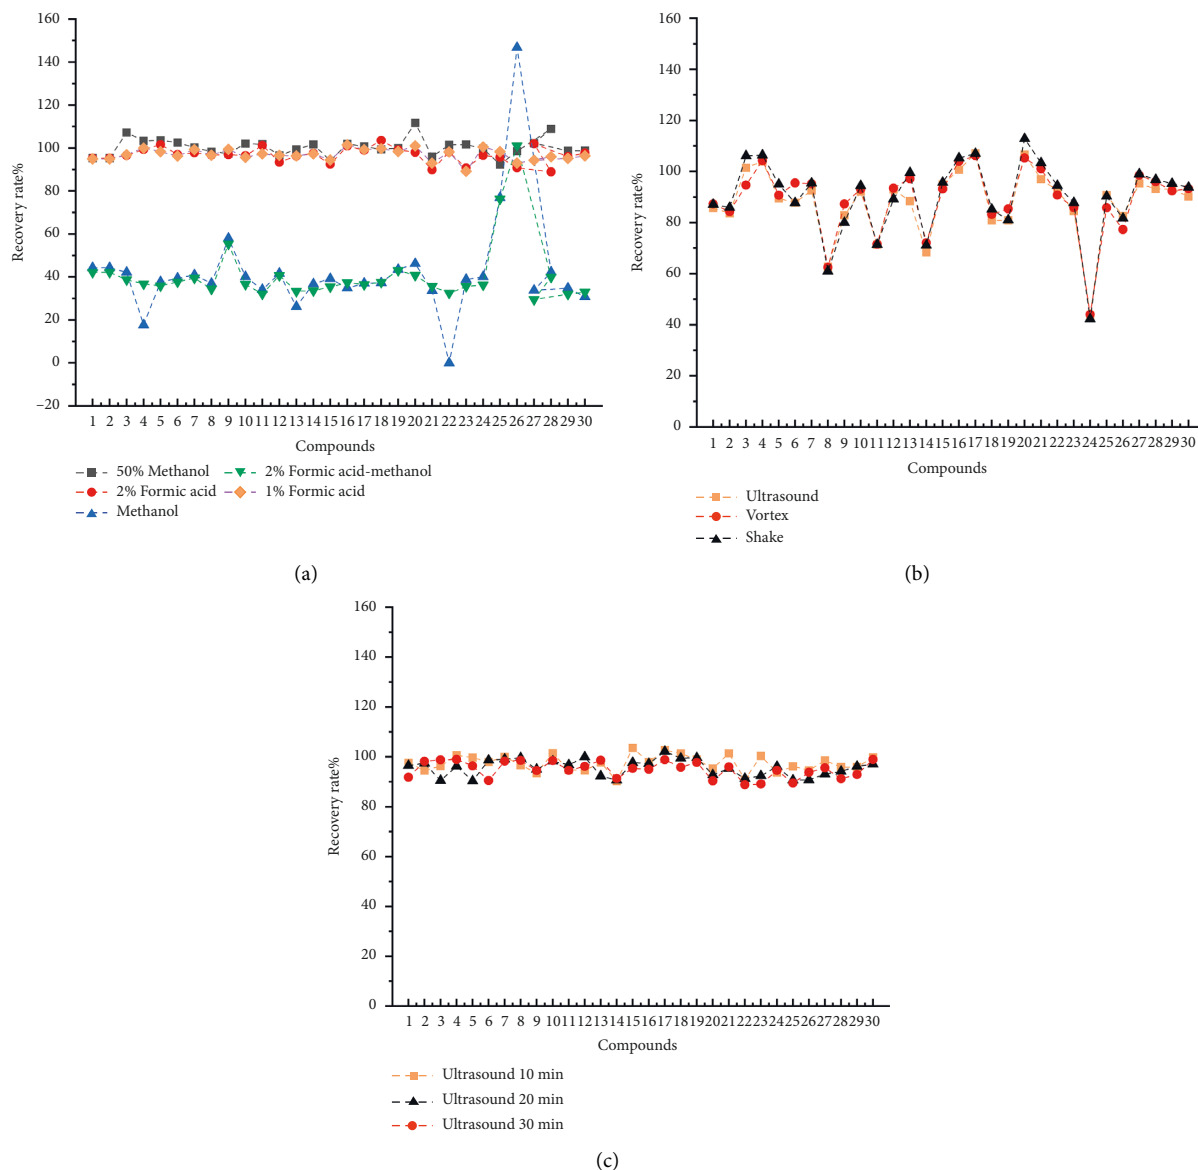 160
140
120
100
80
60
40
20
0
–20
Recovery rate%
1 2 3 4 5 6 7 8 9 10 11 12 13 14 15 16 17 18 19 20 21 22 23 24 25 26 27 28 29 30
Compounds
50% Methanol
2% Formic acid-methanol
2% Formic acid
1% Formic acid
Methanol
(a)
160
140
120
100
80
60
40
20
0
Recovery rate%
1 2 3 4 5 6 7 8 9 10 11 12 13 14 15 16 17 18 19 20 21 22 23 24 25 26 27 28 29 30
Compounds
Ultrasound
Vortex
Shake
(b)
160
140
120
100
80
60
40
20
0
Recovery rate%
1 2 3 4 5 6 7 8 9 10 11 12 13 14 15 16 17 18 19 20 21 22 23 24 25 26 27 28 29 30
Compounds
Ultrasound 10 min
Ultrasound 20 min
Ultrasound 30 min
(c)